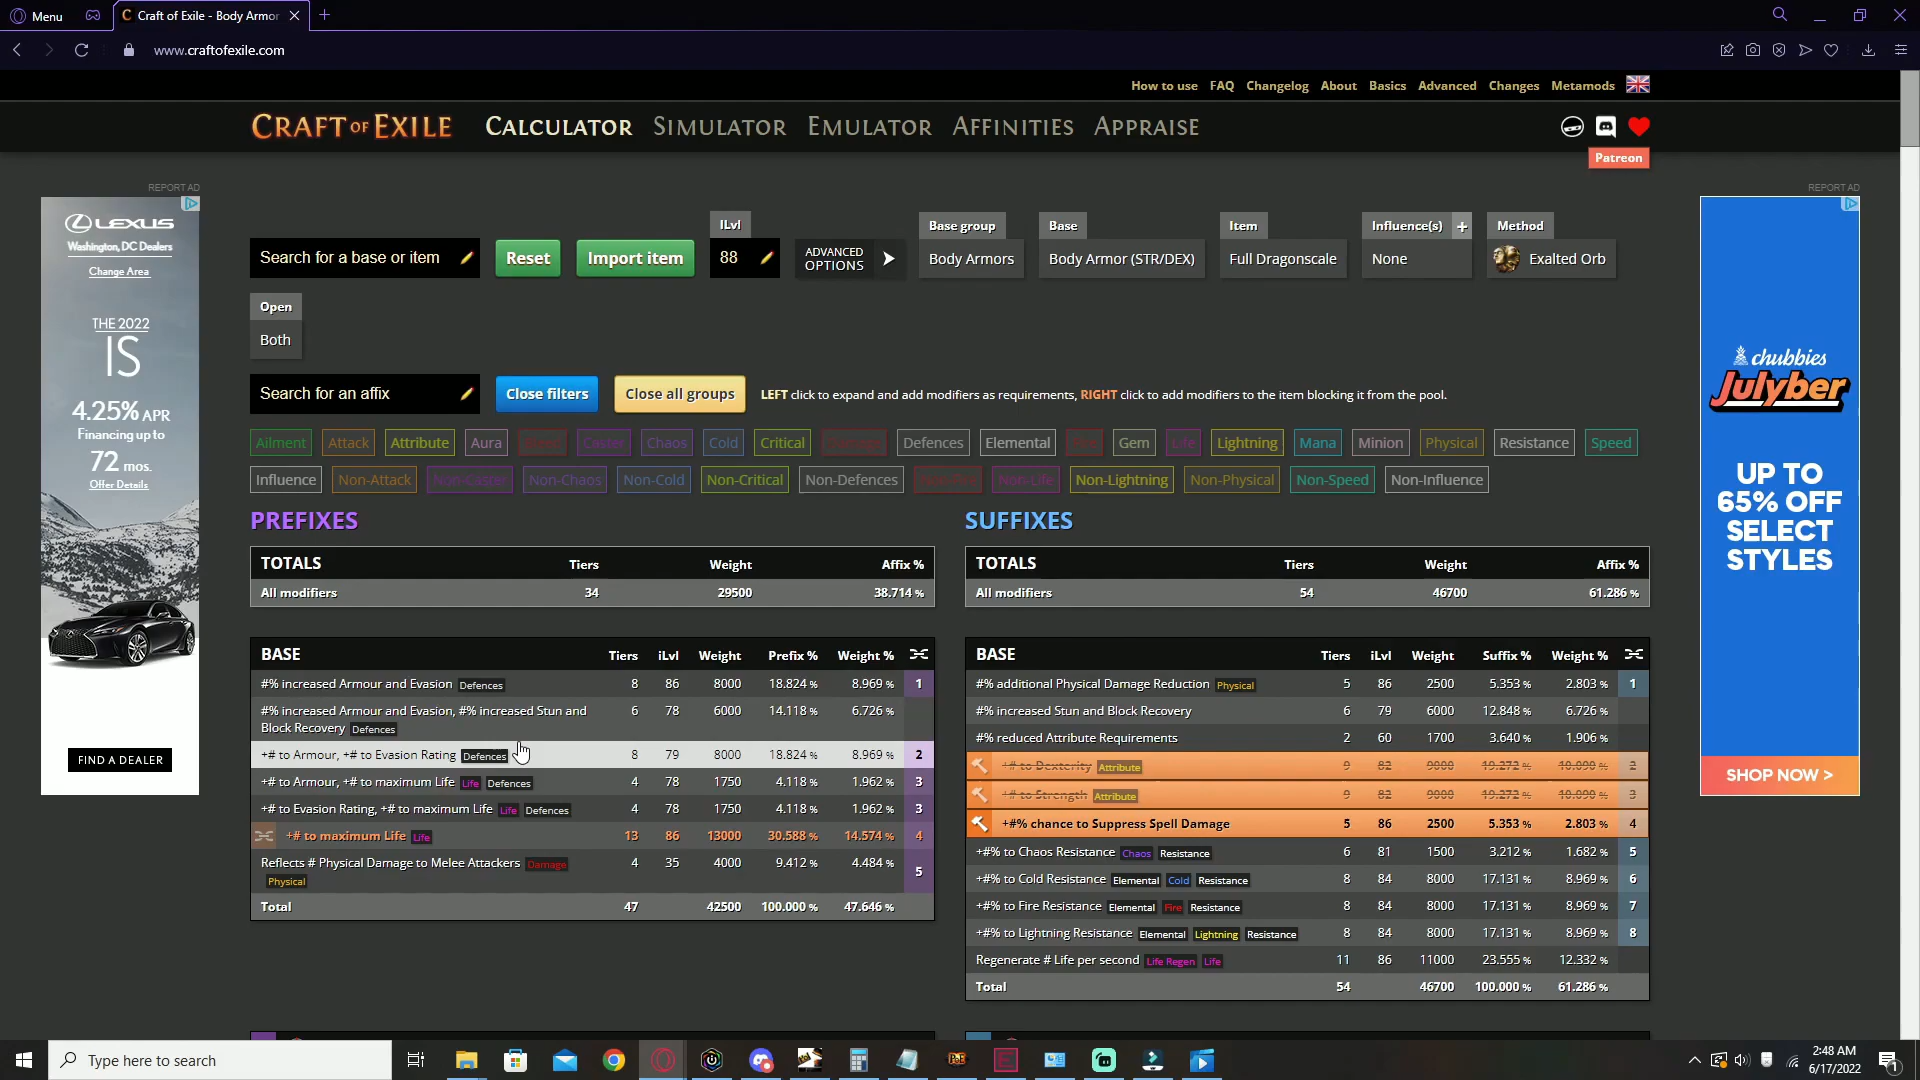 Menu
Craft of Exile - Body Armor
www.craftofexile.com
How to use FAQ Changelog About Basics Advanced Changes Metamods
CRAFT OF EXILE CALCULATOR SIMULATOR EMULATOR AFFINITIES APPRAISE
Patreon
REPORT AD
REPORT AD
LEXUS
Washington, DC Dealers
Change Area
THE 2022
IS
4.25% APR
Financing up to
72 mos.
Offer Details
FIND A DEALER
chubbies
Julyber
UP TO
65% OFF
SELECT
STYLES
SHOP NOW >
Search for a base or item
Reset
Import item
ILvl
88
ADVANCED
OPTIONS
Base group
Body Armors
Base
Body Armor (STR/DEX)
Item
Full Dragonscale
Influence(s) +
None
Method
Exalted Orb
Open
Both
Search for an affix
Close filters
Close all groups
LEFT click to expand and add modifiers as requirements, RIGHT click to add modifiers to the item blocking it from the pool.
Ailment Attack Attribute Aura Caster Chaos Cold Critical Damage Defences Elemental Fire Gem Life Lightning Mana Minion Physical Resistance Speed
Influence Non-Attack Non-Caster Non-Chaos Non-Cold Non-Critical Non-Defences Non-Fire Non-Life Non-Lightning Non-Physical Non-Speed Non-Influence
PREFIXES
TOTALS Tiers Weight Affix %
All modifiers 34 29500 38.714 %
BASE Tiers iLvl Weight Prefix % Weight %
#% increased Armour and Evasion Defences 8 86 8000 18.824 % 8.969 % 1
#% increased Armour and Evasion, #% increased Stun and 6 78 6000 14.118 % 6.726 %
Block Recovery Defences
+# to Armour, +# to Evasion Rating Defences 8 79 8000 18.824 % 8.969 % 2
+# to Armour, +# to maximum Life Life Defences 4 78 1750 4.118 % 1.962 % 3
+# to Evasion Rating, +# to maximum Life Life Defences 4 78 1750 4.118 % 1.962 % 3
+# to maximum Life Life 13 86 13000 30.588 % 14.574 % 4
Reflects # Physical Damage to Melee Attackers Damage 4 35 4000 9.412 % 4.484 % 5
Physical
Total 47 42500 100.000 % 47.646 %
SUFFIXES
TOTALS Tiers Weight Affix %
All modifiers 54 46700 61.286 %
BASE Tiers iLvl Weight Suffix % Weight %
#% additional Physical Damage Reduction Physical 5 86 2500 5.353 % 2.803 % 1
#% increased Stun and Block Recovery 6 79 6000 12.848 % 6.726 %
#% reduced Attribute Requirements 2 60 1700 3.640 % 1.906 %
+# to Dexterity Attribute 9 82 9000 19.272 % 10.090 % 2
+# to Strength Attribute 9 82 9000 19.272 % 10.090 % 3
+#% chance to Suppress Spell Damage 5 86 2500 5.353 % 2.803 % 4
+#% to Chaos Resistance Chaos Resistance 6 81 1500 3.212 % 1.682 % 5
+#% to Cold Resistance Elemental Cold Resistance 8 84 8000 17.131 % 8.969 % 6
+#% to Fire Resistance Elemental Fire Resistance 8 84 8000 17.131 % 8.969 % 7
+#% to Lightning Resistance Elemental Lightning Resistance 8 84 8000 17.131 % 8.969 % 8
Regenerate # Life per second Life Regen Life 11 86 11000 23.555 % 12.332 %
Total 54 46700 100.000 % 61.286 %
Type here to search
2:48 AM
6/17/2022